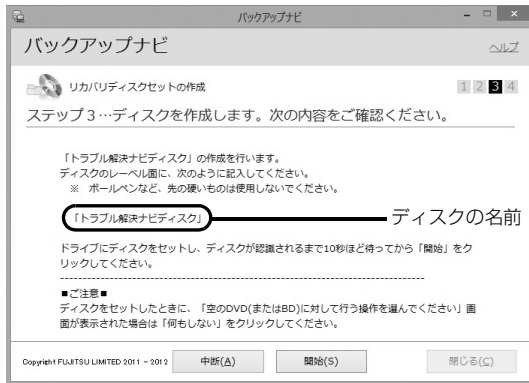 バックアップナビ
バックアップナビ
ヘルプ
リカバリディスクセットの作成
1 2 3 4
ステップ3…ディスクを作成します。次の内容をご確認ください。
「トラブル解決ナビディスク」の作成を行います。
ディスクのレーベル面に、次のように記入してください。
※ ボールペンなど、先の硬いものは使用しないでください。
「トラブル解決ナビディスク」
ディスクの名前
ドライブにディスクをセットし、ディスクが認識されるまで10秒ほど待ってから「開始」をク
リックしてください。
--------------------------------------------------------------------------------
■ご注意■
ディスクをセットしたときに、「空のDVD(またはBD)に対して行う操作を選んでください」画
面が表示された場合は「何もしない」をクリックしてください。
Copyright FUJITSU LIMITED 2011 - 2012
中断(A)
開始(S)
閉じる(C)